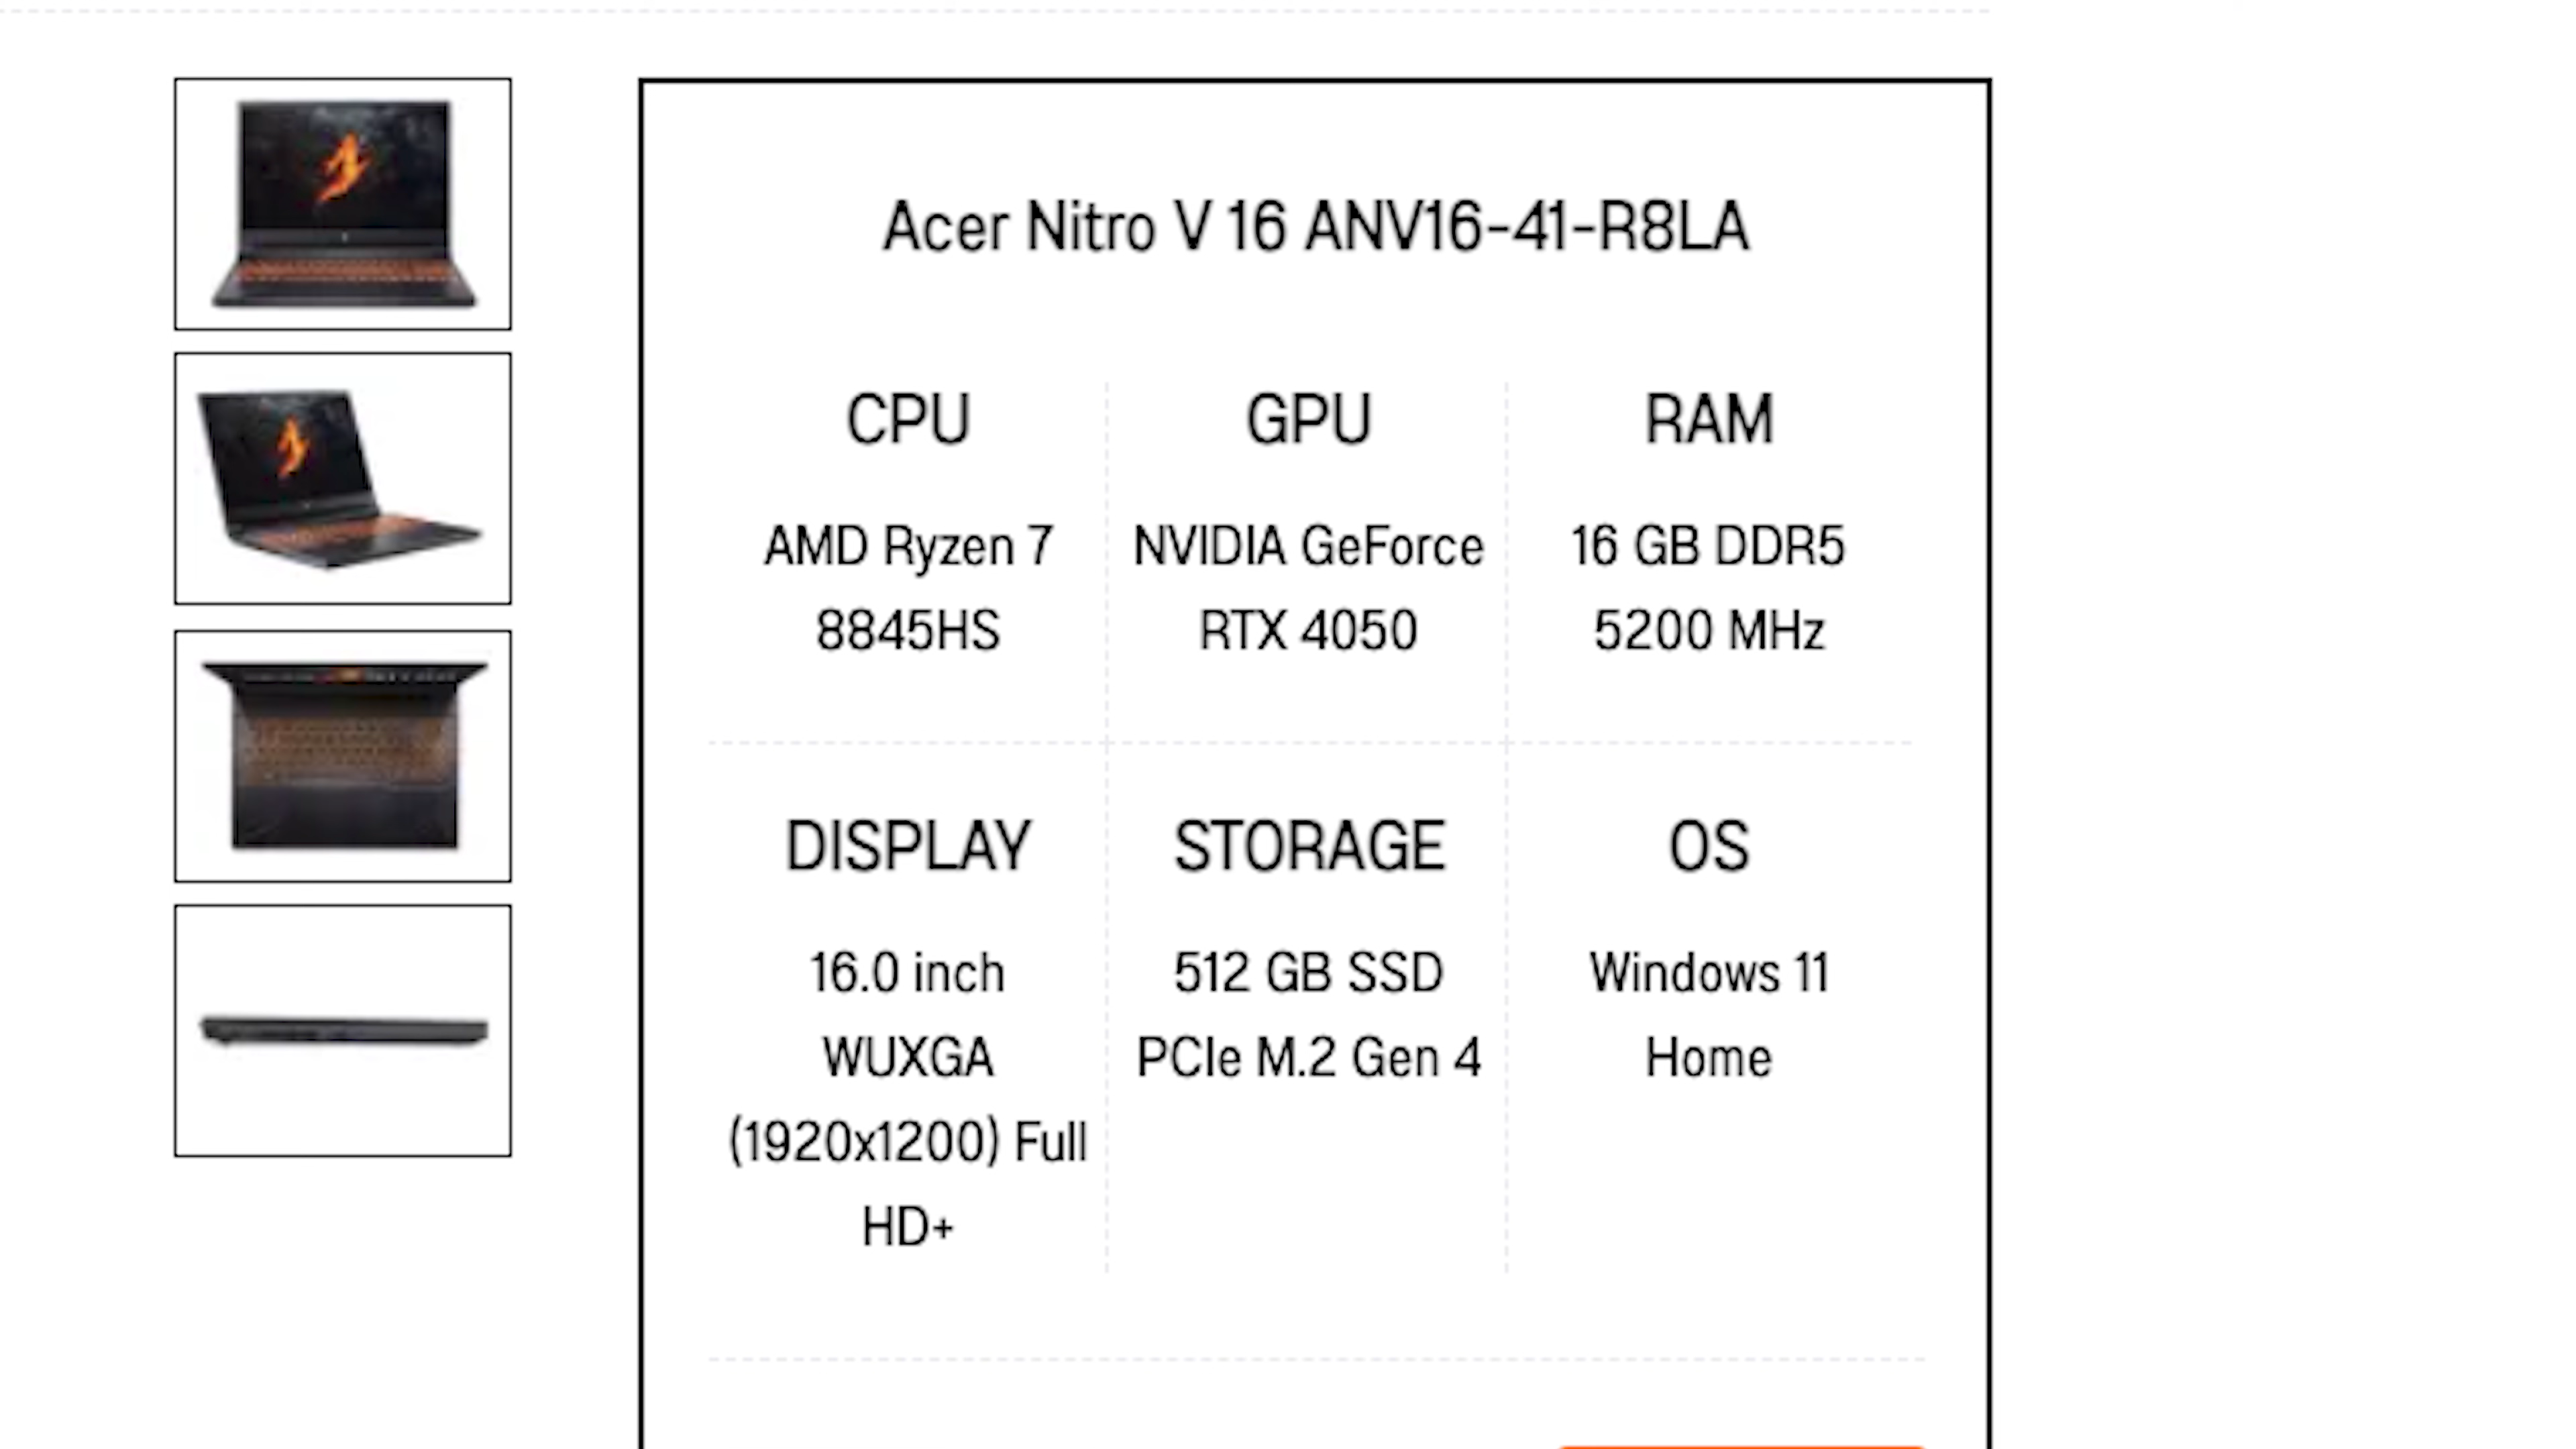 Acer Nitro V 16 ANV16-41-R8LA
CPU
AMD Ryzen 7
8845HS
GPU
NVIDIA GeForce
RTX 4050
RAM
16 GB DDR5
5200 MHz
DISPLAY
16.0 inch
WUXGA
(1920x1200) Full
HD+
STORAGE
512 GB SSD
PCIe M.2 Gen 4
OS
Windows 11
Home